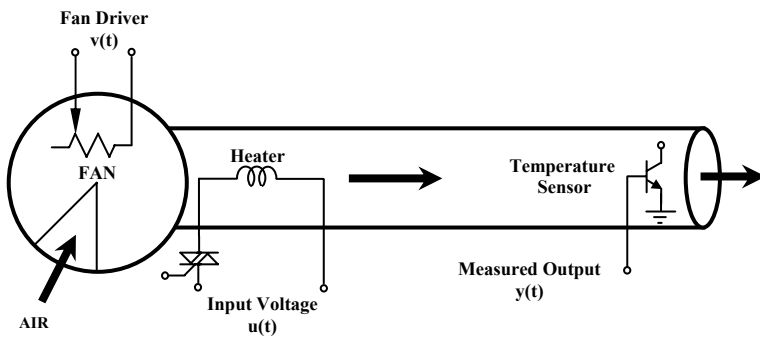 Fan Driver
v(t)
FAN
Heater
Temperature
Sensor
Input Voltage
u(t)
Measured Output
y(t)
AIR